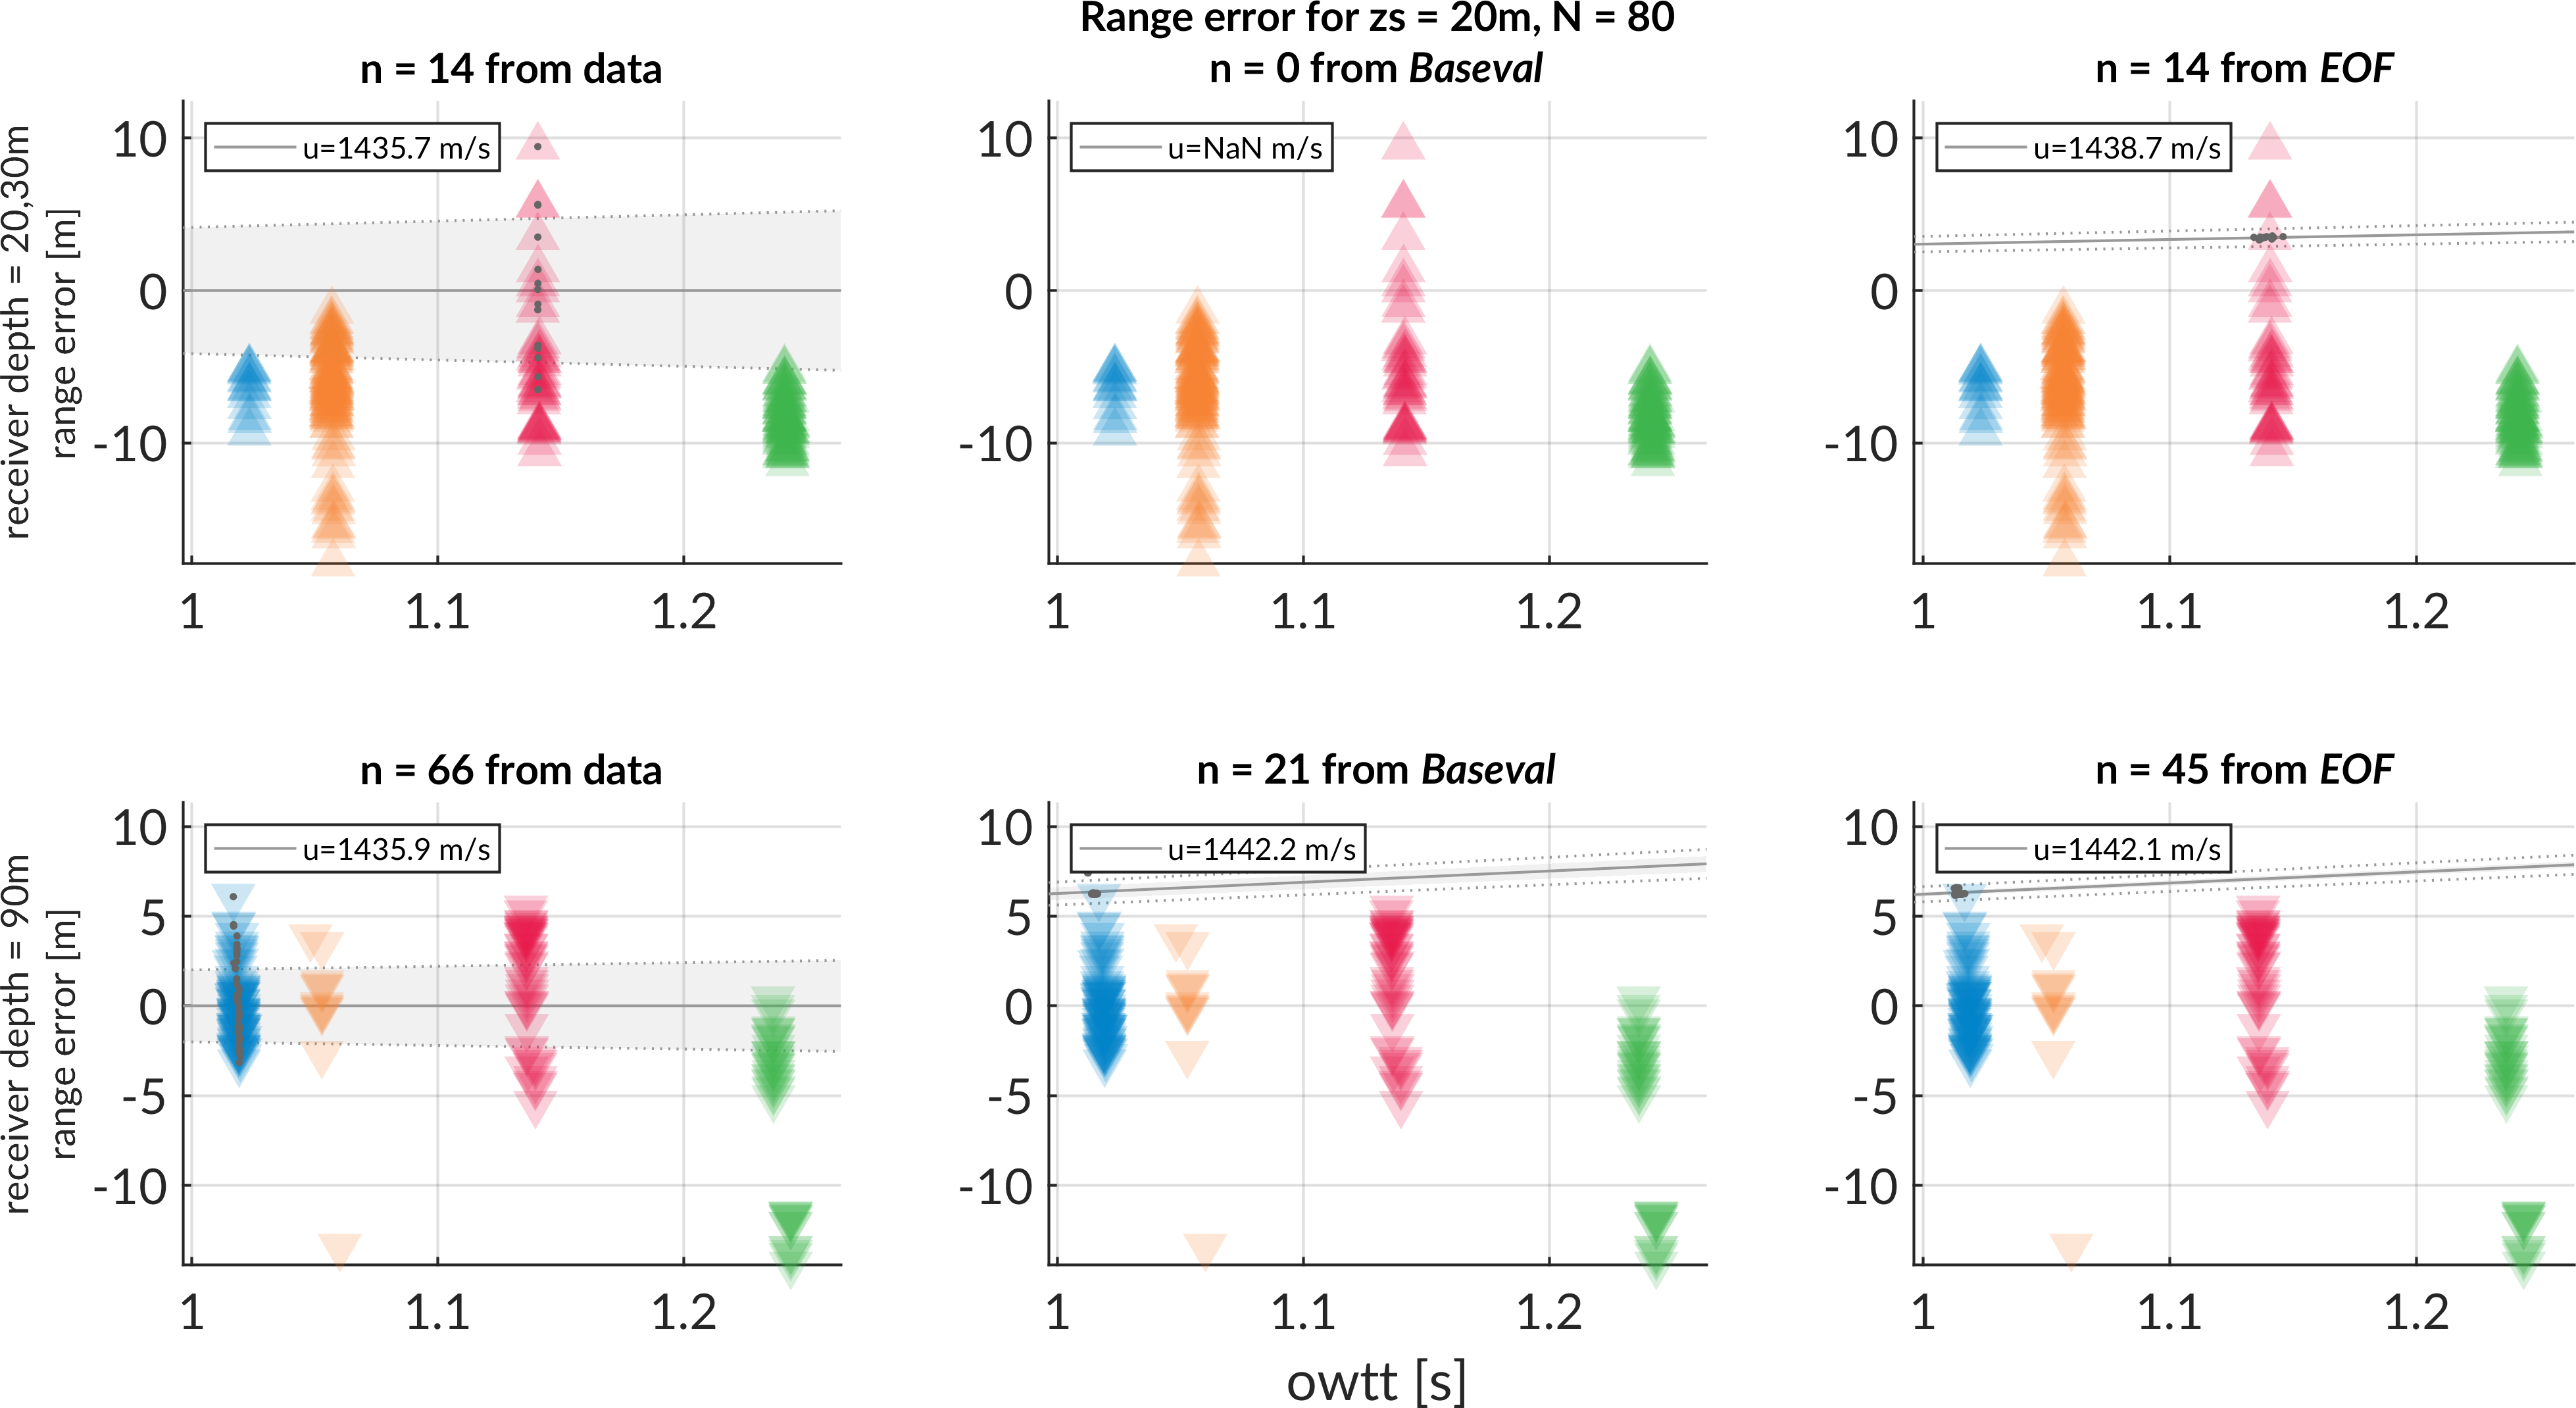 Range error for zs = 20m, N = 80
n = 14 from data
n = 0 from Baseval
n = 14 from EOF
receiver depth = 20,30m
range error [m]
10
0
-10
u=1435.7 m/s
1
1.1
1.2
10
0
-10
u=NaN m/s
1
1.1
1.2
10
0
-10
u=1438.7 m/s
1
1.1
1.2
n = 66 from data
n = 21 from Baseval
n = 45 from EOF
receiver depth = 90m
range error [m]
10
5
0
-5
-10
u=1435.9 m/s
1
1.1
1.2
10
5
0
-5
-10
u=1442.2 m/s
1
1.1
1.2
10
5
0
-5
-10
u=1442.1 m/s
1
1.1
1.2
owtt [s]